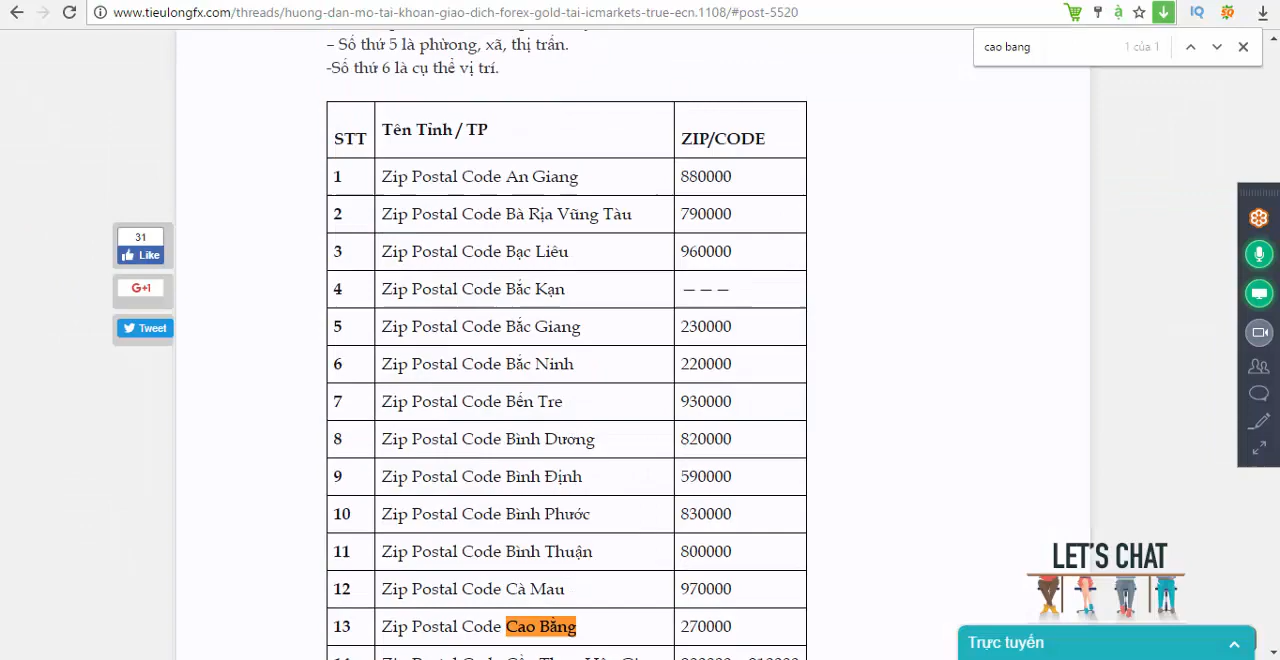 www.tieulongfx.com/threads/huong-dan-mo-tai-khoan-giao-dich-forex-gold-tai-icmarkets-true-ecn.1108/#post-5520
cao bang 1 của 1
– Số thứ 5 là phường, xã, thị trấn.
-Số thứ 6 là cụ thể vị trí.
STT Tên Tỉnh / TP ZIP/CODE
1 Zip Postal Code An Giang 880000
2 Zip Postal Code Bà Rịa Vũng Tàu 790000
3 Zip Postal Code Bạc Liêu 960000
4 Zip Postal Code Bắc Kạn – – –
5 Zip Postal Code Bắc Giang 230000
6 Zip Postal Code Bắc Ninh 220000
7 Zip Postal Code Bến Tre 930000
8 Zip Postal Code Bình Dương 820000
9 Zip Postal Code Bình Định 590000
10 Zip Postal Code Bình Phước 830000
11 Zip Postal Code Bình Thuận 800000
12 Zip Postal Code Cà Mau 970000
13 Zip Postal Code Cao Bằng 270000
31
Like
G+1
Tweet
IQ
LET'S CHAT
Trực tuyến